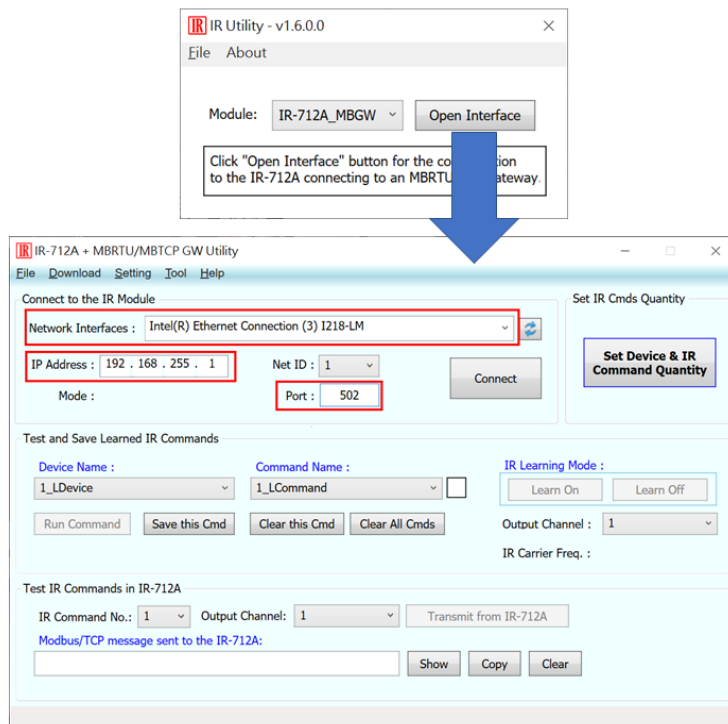 IR IR Utility - v1.6.0.0
File About
Module: IR-712A_MBGW Open Interface
Click "Open Interface" button for the co tion
to the IR-712A connecting to an MBRTU ateway.
IR IR-712A + MBRTU/MBTCP GW Utility
File Download Setting Tool Help
Connect to the IR Module
Set IR Cmds Quantity
Network Interfaces : Intel(R) Ethernet Connection (3) I218-LM
IP Address : 192 . 168 . 255 . 1
Net ID : 1
Connect
Set Device & IR
Command Quantity
Mode :
Port : 502
Test and Save Learned IR Commands
Device Name :
Command Name :
IR Learning Mode :
1_LDevice
1_LCommand
Learn On Learn Off
Run Command Save this Cmd Clear this Cmd Clear All Cmds
Output Channel : 1
IR Carrier Freq. :
Test IR Commands in IR-712A
IR Command No.: 1 Output Channel: 1 Transmit from IR-712A
Modbus/TCP message sent to the IR-712A:
Show Copy Clear